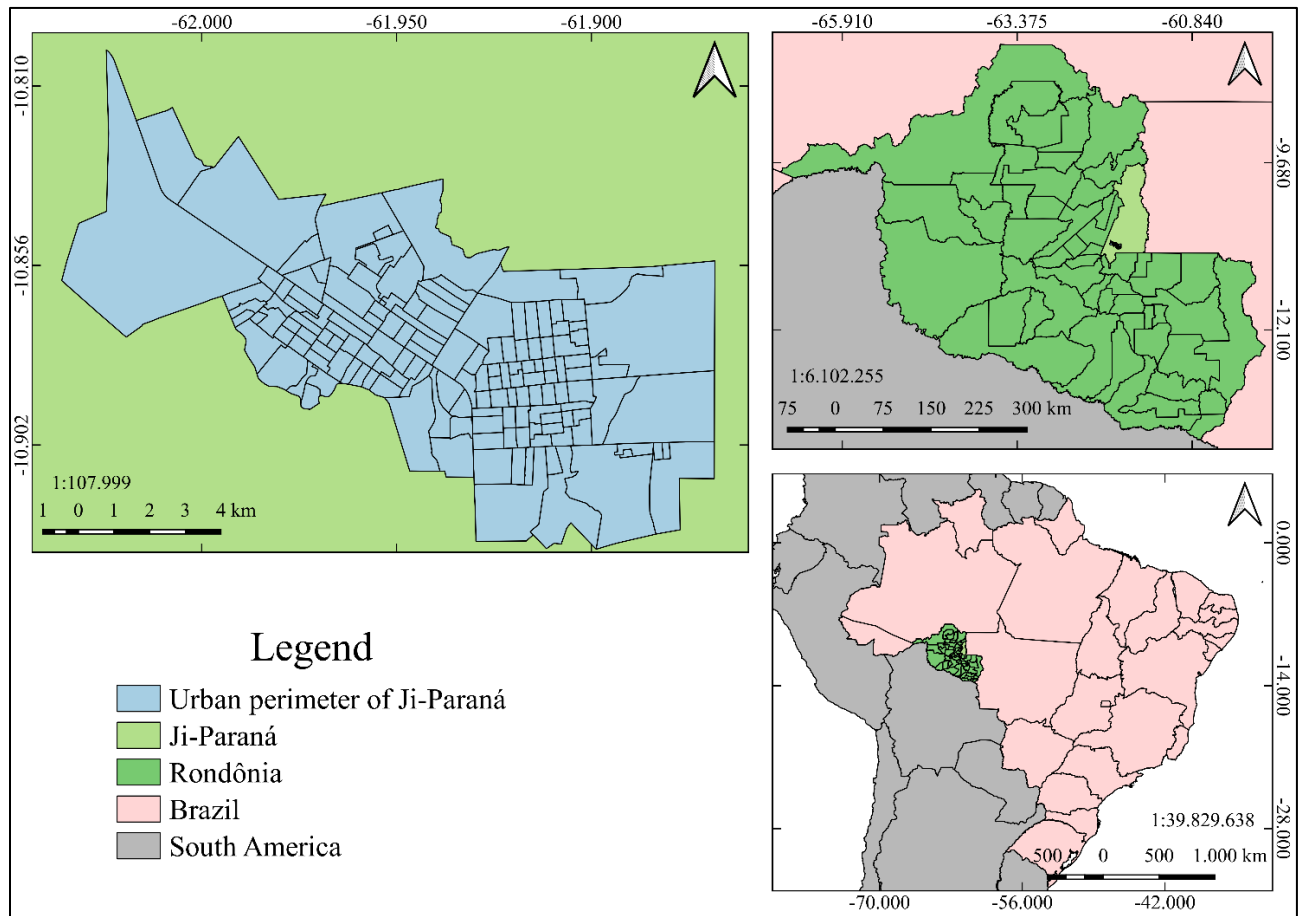 -62.000 -61.950 -61.900
-10.810
-10.856
-10.902
1:107.999
1 0 1 2 3 4 km
-65.910 -63.375 -60.840
-9.680
-12.100
1:6.102.255
75 0 75 150 225 300 km
Legend
Urban perimeter of Ji-Paraná
Ji-Paraná
Rondônia
Brazil
South America
0.000
-14.000
-28.000
1:39.829.638
500 0 500 1.000 km
-70.000 -56.000 -42.000